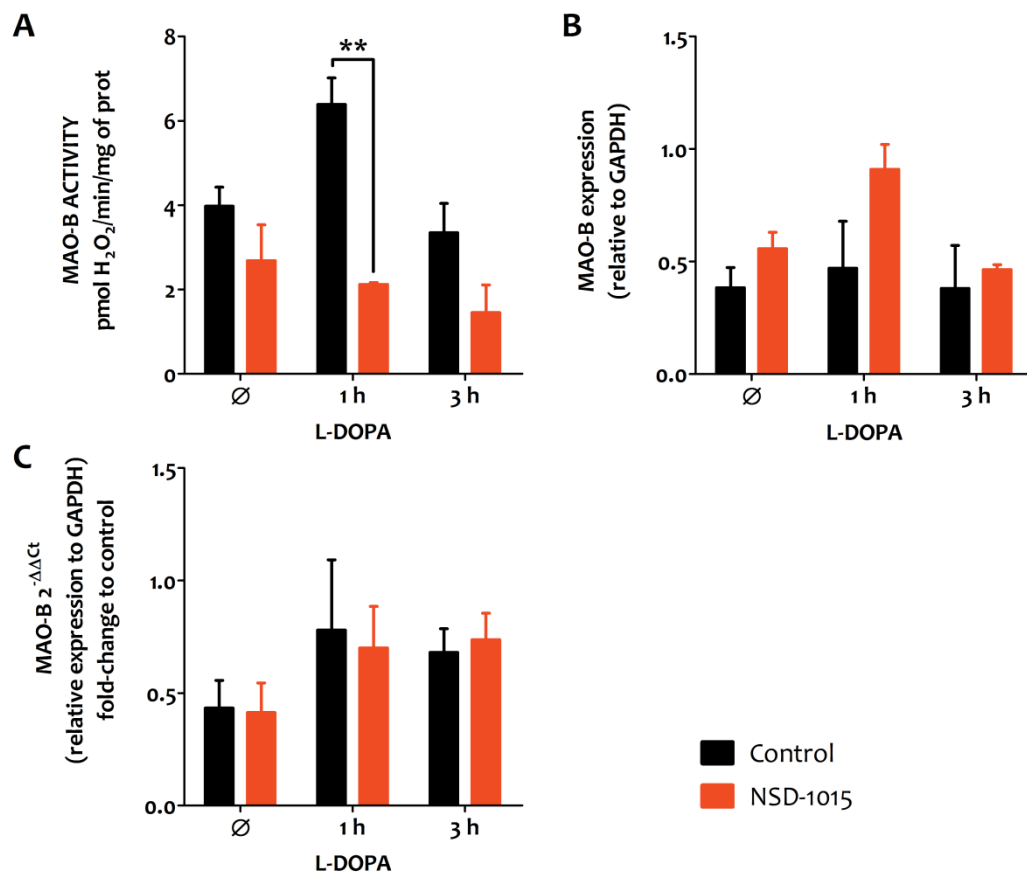 A
MAO-B ACTIVITY
pmol H₂O₂/min/mg of prot
8
6
4
2
0
**
Ø
1 h
3 h
L-DOPA
B
MAO-B expression
(relative to GAPDH)
1.5
1.0
0.5
0.0
Ø
1 h
3 h
L-DOPA
C
MAO-B 2^-ΔΔCt
(relative expression to GAPDH)
fold-change to control
1.5
1.0
0.5
0.0
Ø
1 h
3 h
L-DOPA
Control
NSD-1015